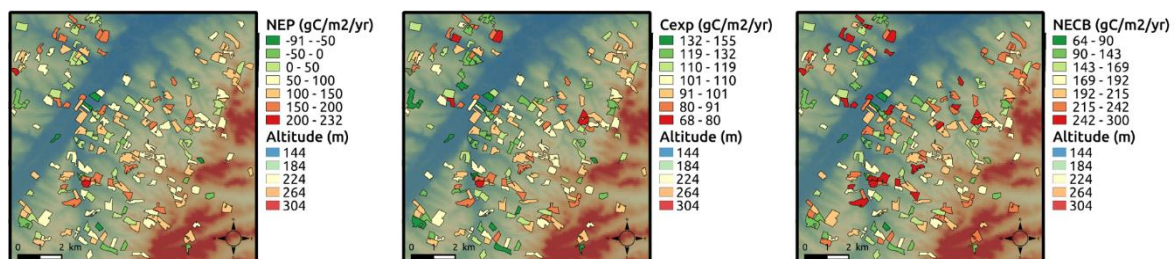 NEP (gC/m2/yr)
-91 - -50
-50 - 0
0 - 50
50 - 100
100 - 150
150 - 200
200 - 232
Altitude (m)
144
184
224
264
304
0 1 2 km
Cexp (gC/m2/yr)
132 - 155
119 - 132
110 - 119
101 - 110
91 - 101
80 - 91
68 - 80
Altitude (m)
144
184
224
264
304
0 1 2 km
NECB (gC/m2/yr)
64 - 90
90 - 143
143 - 169
169 - 192
192 - 215
215 - 242
242 - 300
Altitude (m)
144
184
224
264
304
0 1 2 km